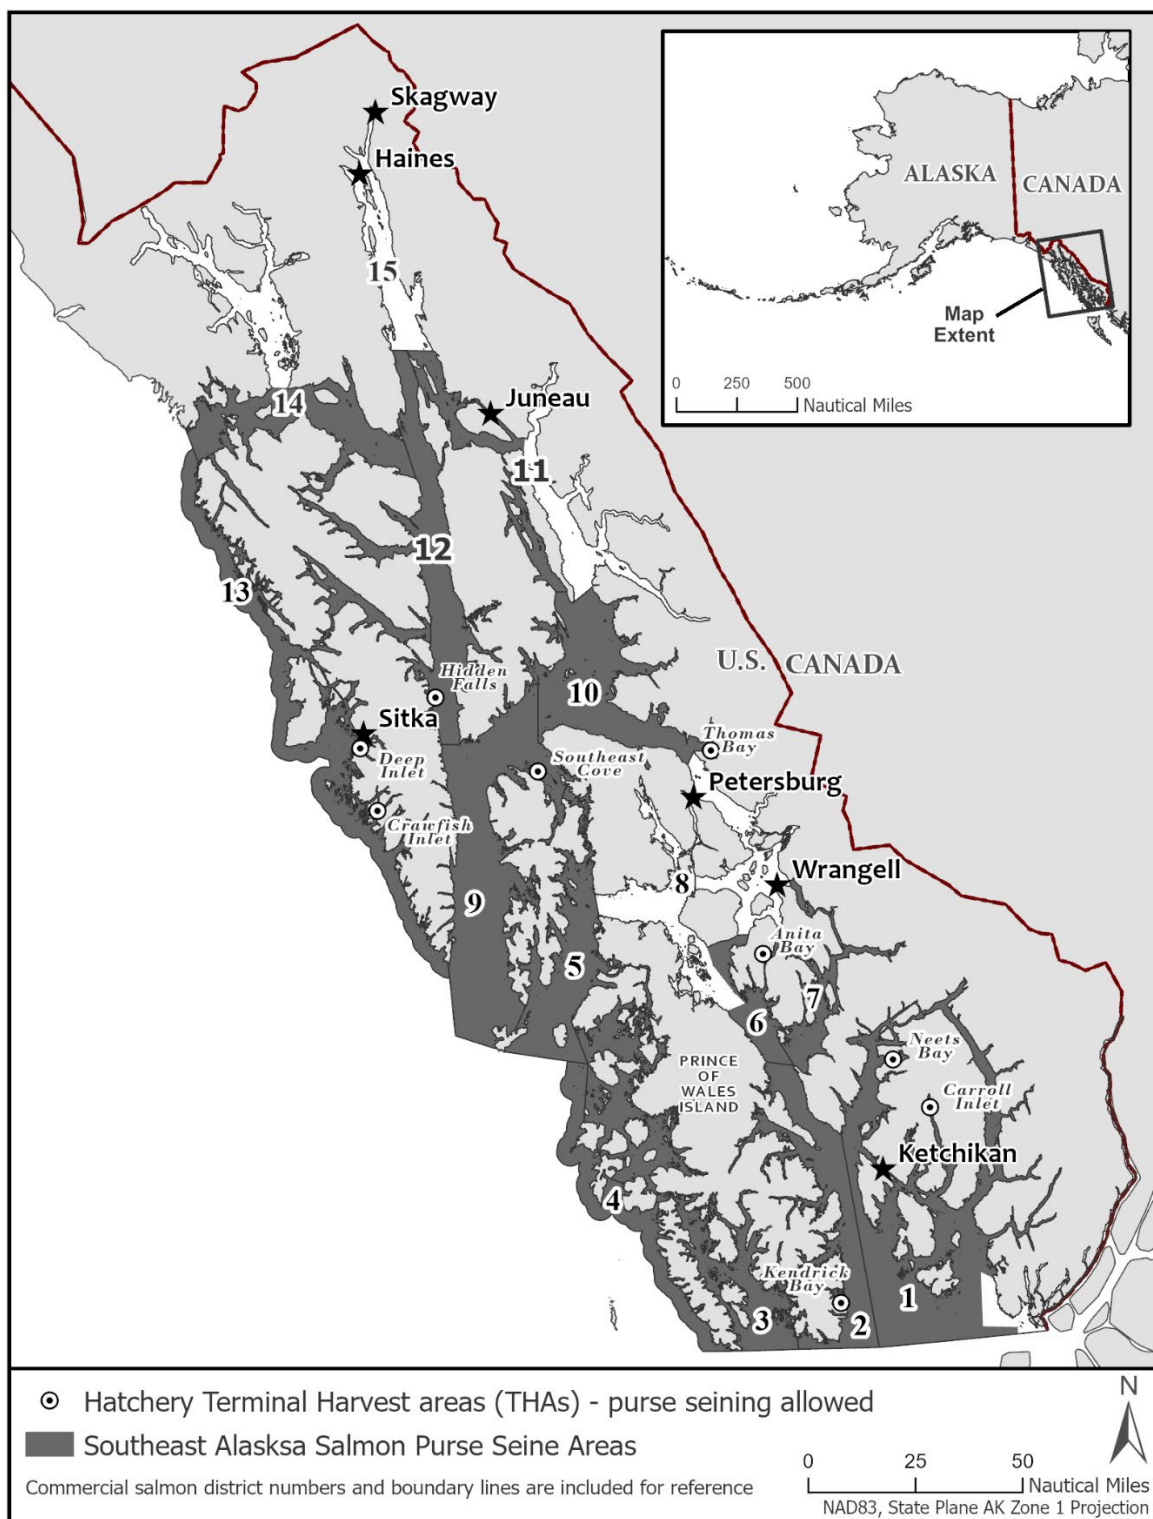 Skagway
Haines
15
ALASKA
CANADA
Map
Extent
0 250 500
Nautical Miles
14
Juneau
11
12
13
U.S. CANADA
Hidden
Falls
10
Sitka
Deep
Inlet
Southeast
Cove
Thomas
Bay
Petersburg
Crawfish
Inlet
8
Wrangell
9
Anita
Bay
5
7
6
PRINCE
OF
WALES
ISLAND
Neets
Bay
Carroll
Inlet
Ketchikan
4
Kendrick
Bay
3
2
1
Hatchery Terminal Harvest areas (THAs) - purse seining allowed
Southeast Alasksa Salmon Purse Seine Areas
Commercial salmon district numbers and boundary lines are included for reference
N
0 25 50
Nautical Miles
NAD83, State Plane AK Zone 1 Projection